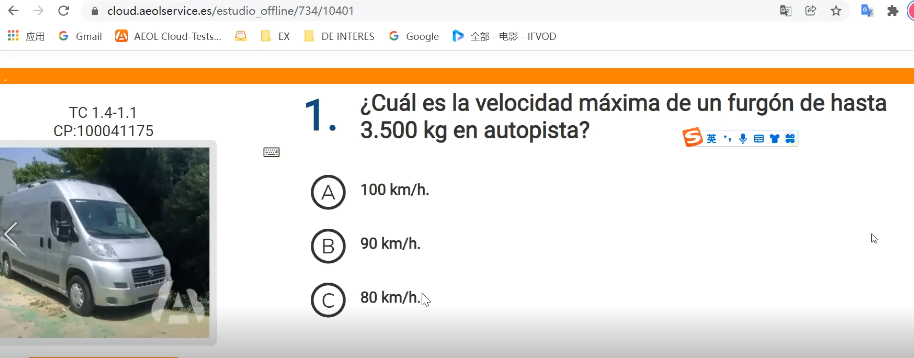 cloud.aeolservice.es/estudio_offline/734/10401
应用
Gmail
AEOL Cloud-Tests...
EX
DE INTERES
Google
全部 - 电影 - IFVOD
TC 1.4-1.1
CP:100041175
1.
¿Cuál es la velocidad máxima de un furgón de hasta
3.500 kg en autopista?
英
A 100 km/h.
B 90 km/h.
C 80 km/h.